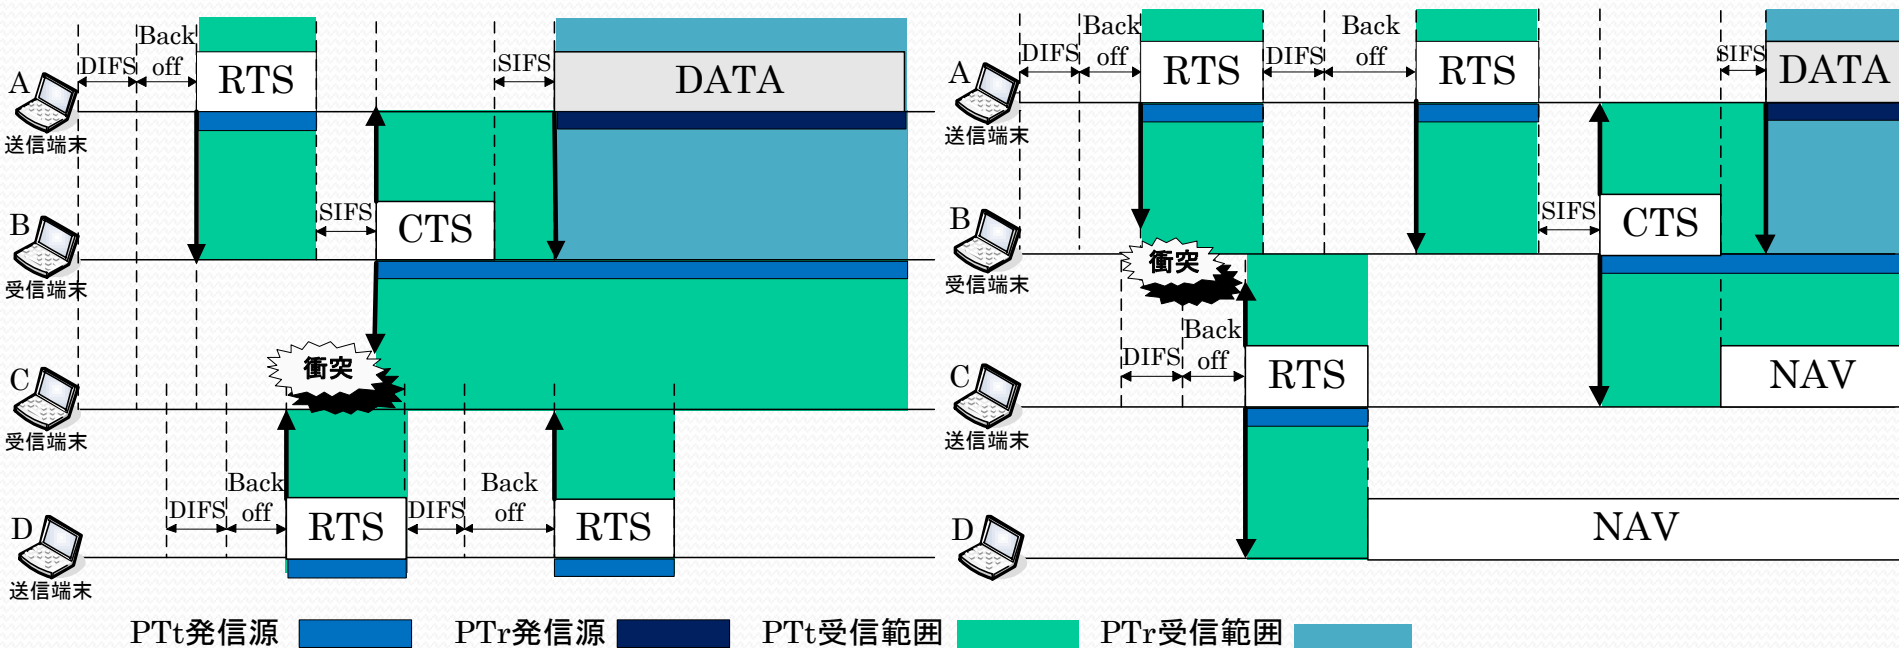 DIFS
Back
off
RTS
SIFS
DATA
A
送信端末
SIFS
CTS
B
受信端末
衝突
C
受信端末
DIFS
Back
off
RTS
DIFS
Back
off
RTS
D
送信端末
DIFS
Back
off
RTS
DIFS
Back
off
RTS
SIFS
DATA
A
送信端末
SIFS
CTS
B
受信端末
衝突
DIFS
Back
off
RTS
NAV
C
送信端末
NAV
D
PTt発信源
PTr発信源
PTt受信範囲
PTr受信範囲